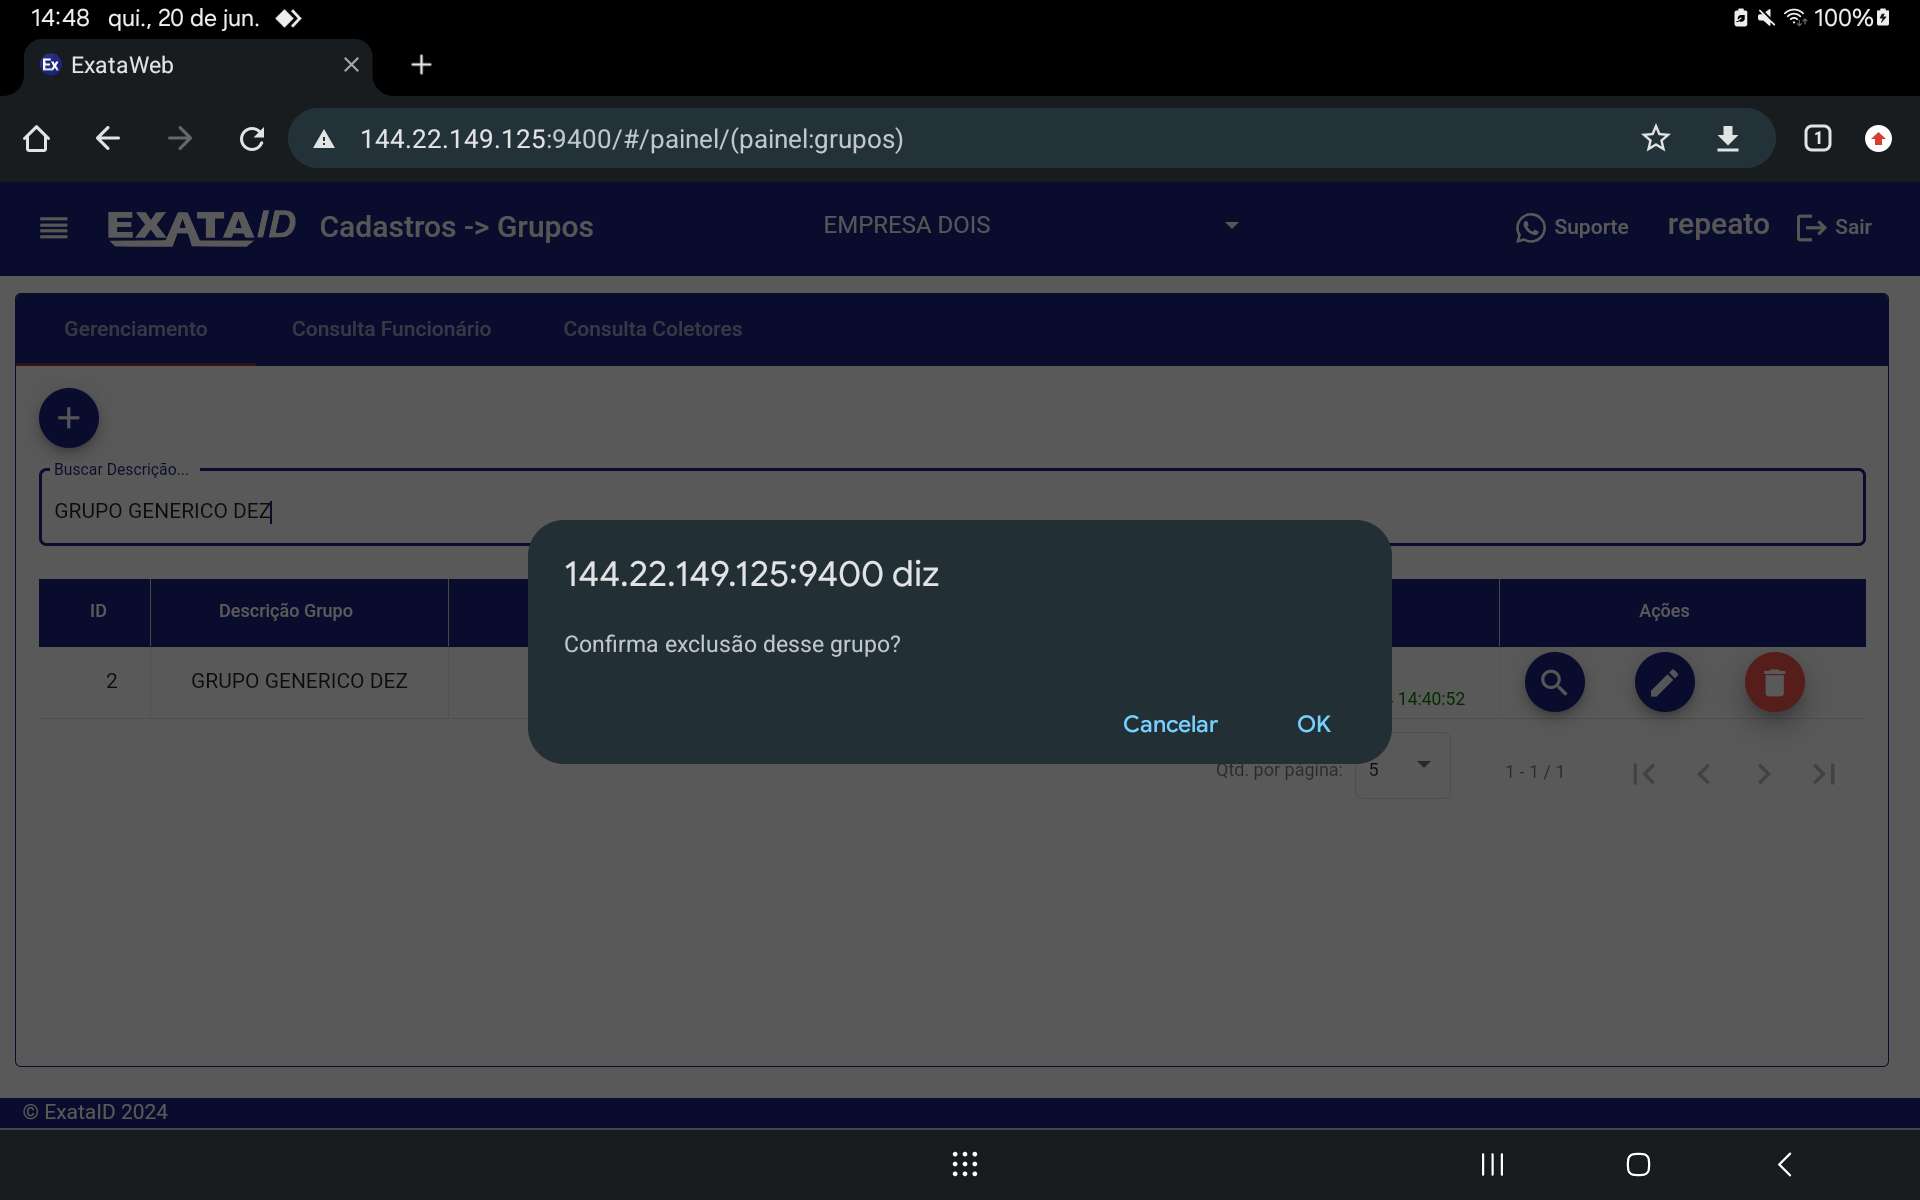 14:48 qui., 20 de jun. 100%
Ex ExataWeb
144.22.149.125:9400/#/painel/(painel:grupos) 1
EXATAID Cadastros -> Grupos EMPRESA DOIS Suporte repeato Sair
Gerenciamento Consulta Funcionário Consulta Coletores
Buscar Descrição...
GRUPO GENERICO DEZ
144.22.149.125:9400 diz
Confirma exclusão desse grupo?
Cancelar OK
ID Descrição Grupo Ações
2 GRUPO GENERICO DEZ 14:40:52
Qtd. por página: 5 1 - 1 / 1
© ExataID 2024